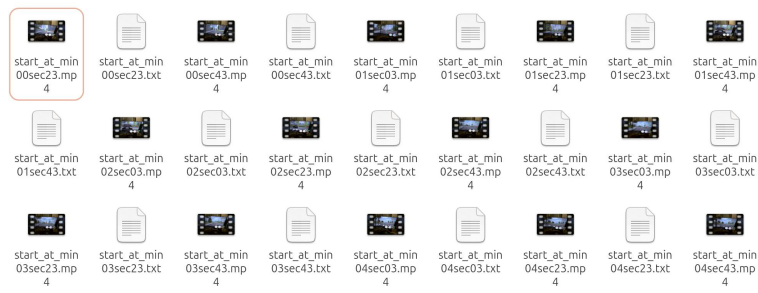 start_at_min
00sec23.mp
4
start_at_min
00sec23.txt
start_at_min
00sec43.mp
4
start_at_min
00sec43.txt
start_at_min
01sec03.mp
4
start_at_min
01sec03.txt
start_at_min
01sec23.mp
4
start_at_min
01sec23.txt
start_at_min
01sec43.mp
4
start_at_min
01sec43.txt
start_at_min
02sec03.mp
4
start_at_min
02sec03.txt
start_at_min
02sec23.mp
4
start_at_min
02sec23.txt
start_at_min
02sec43.mp
4
start_at_min
02sec43.txt
start_at_min
03sec03.mp
4
start_at_min
03sec03.txt
start_at_min
03sec23.mp
4
start_at_min
03sec23.txt
start_at_min
03sec43.mp
4
start_at_min
03sec43.txt
start_at_min
04sec03.mp
4
start_at_min
04sec03.txt
start_at_min
04sec23.mp
4
start_at_min
04sec23.txt
start_at_min
04sec43.mp
4